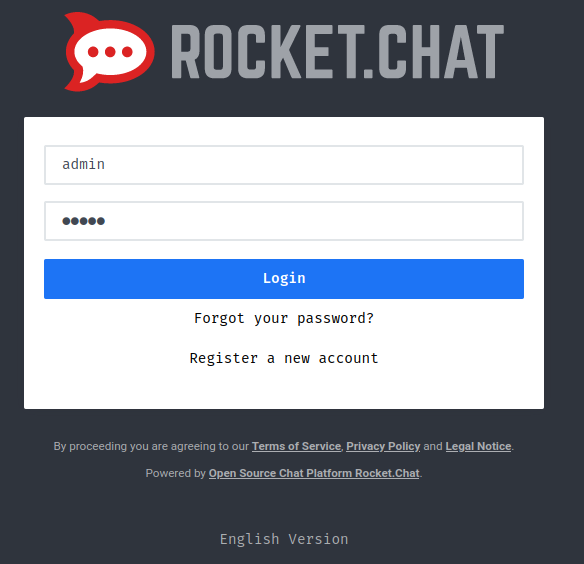 ROCKET.CHAT
admin
●●●●●
Login
Forgot your password?
Register a new account
By proceeding you are agreeing to our Terms of Service, Privacy Policy and Legal Notice.
Powered by Open Source Chat Platform Rocket.Chat.
English Version